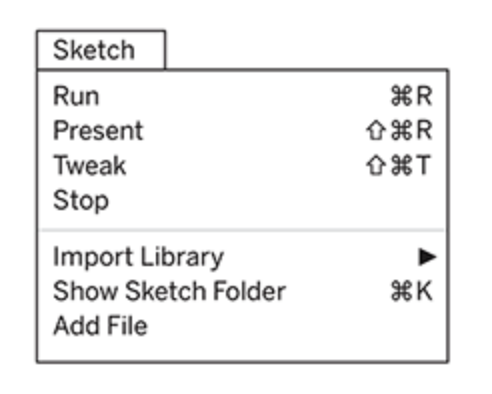 Sketch
Run ⌘R
Present ⇧⌘R
Tweak ⇧⌘T
Stop
Import Library ▶
Show Sketch Folder ⌘K
Add File